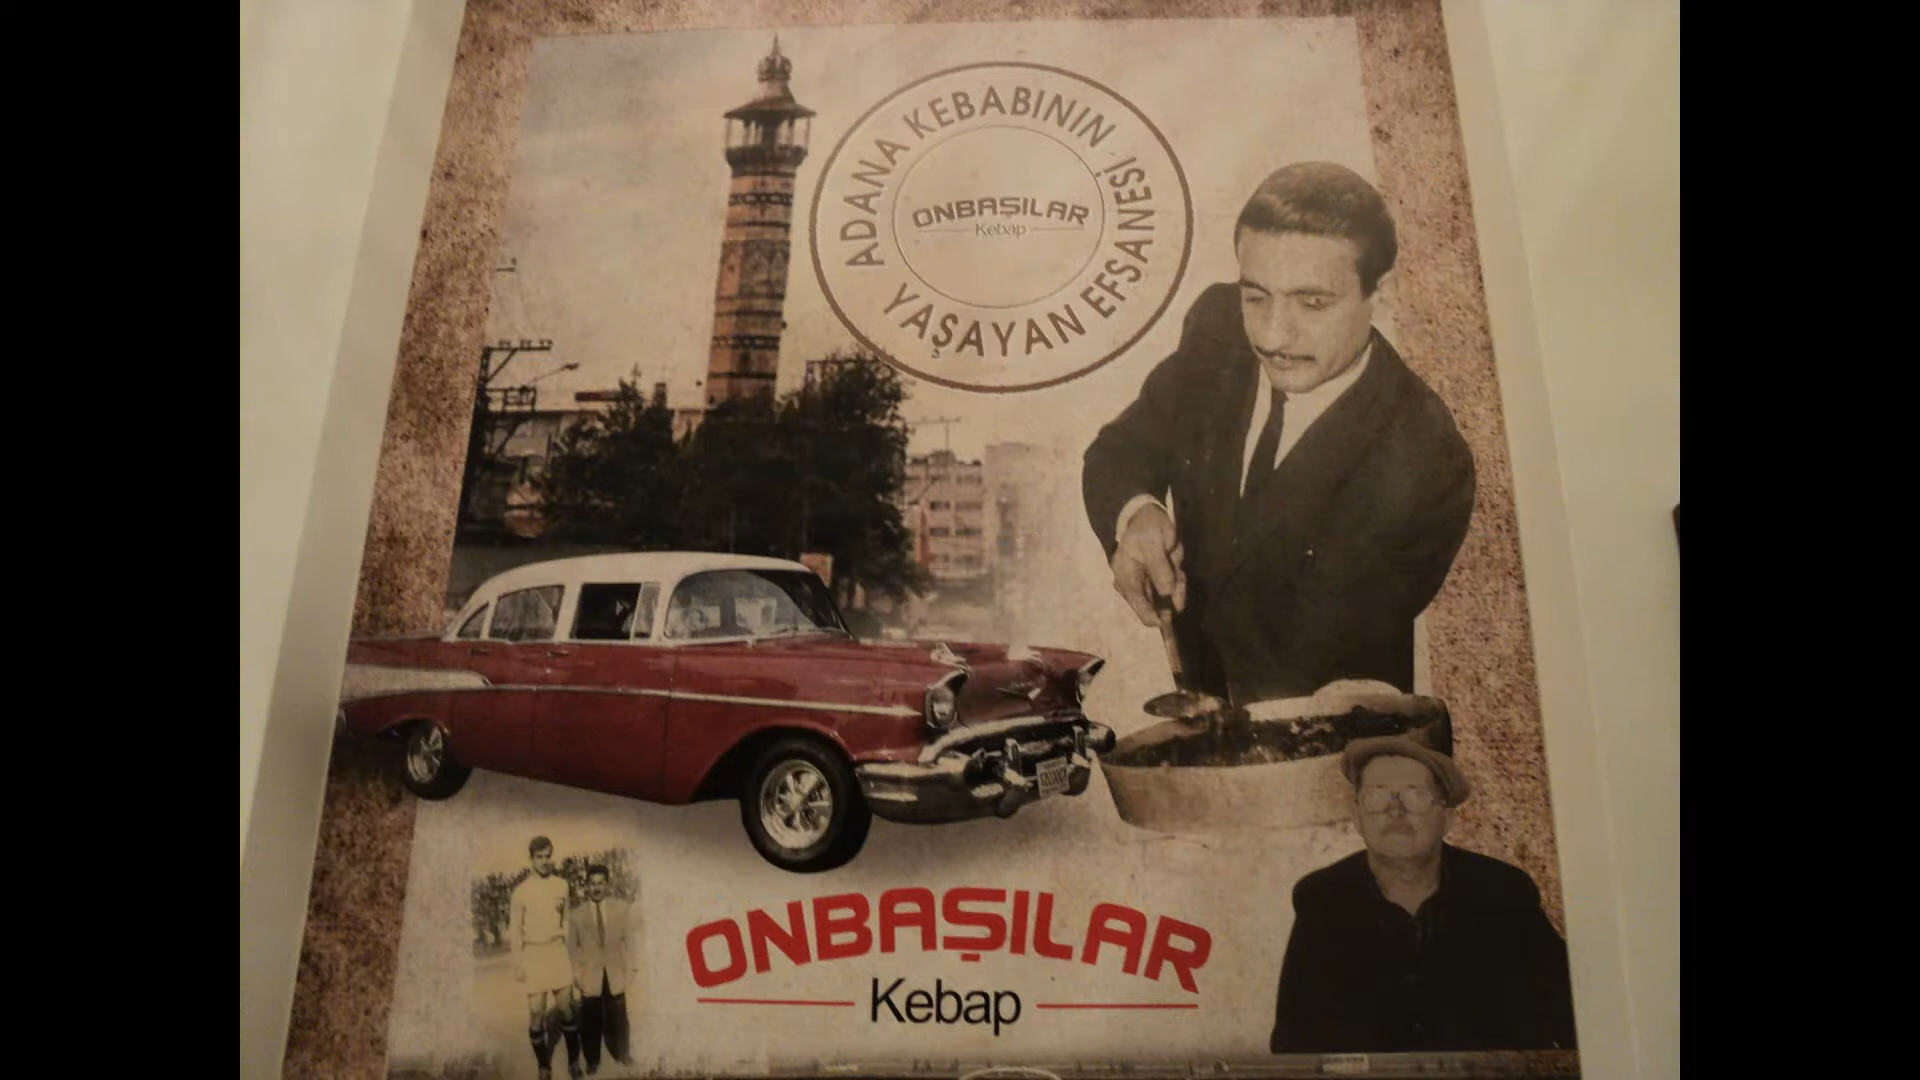 ADANA KEBABININ YAŞAYAN EFSANESİ
ONBAŞILAR
Kebap
ONBAŞILAR
Kebap